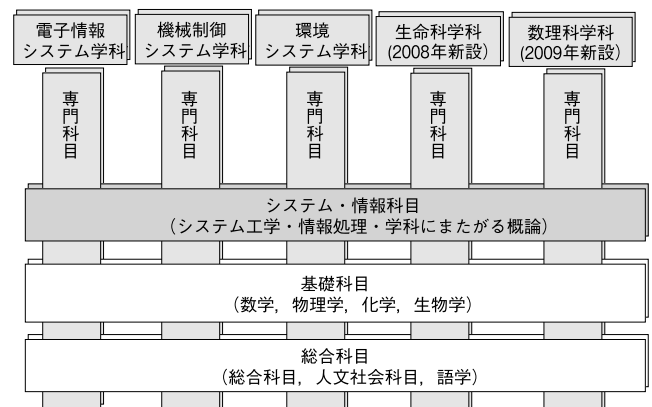 電子情報
システム学科
機械制御
システム学科
環境
システム学科
生命科学科
(2008年新設)
数理科学科
(2009年新設)
専門科目
専門科目
専門科目
専門科目
専門科目
システム・情報科目
(システム工学・情報処理・学科にまたがる概論)
基礎科目
(数学，物理学，化学，生物学)
総合科目
(総合科目，人文社会科目，語学)